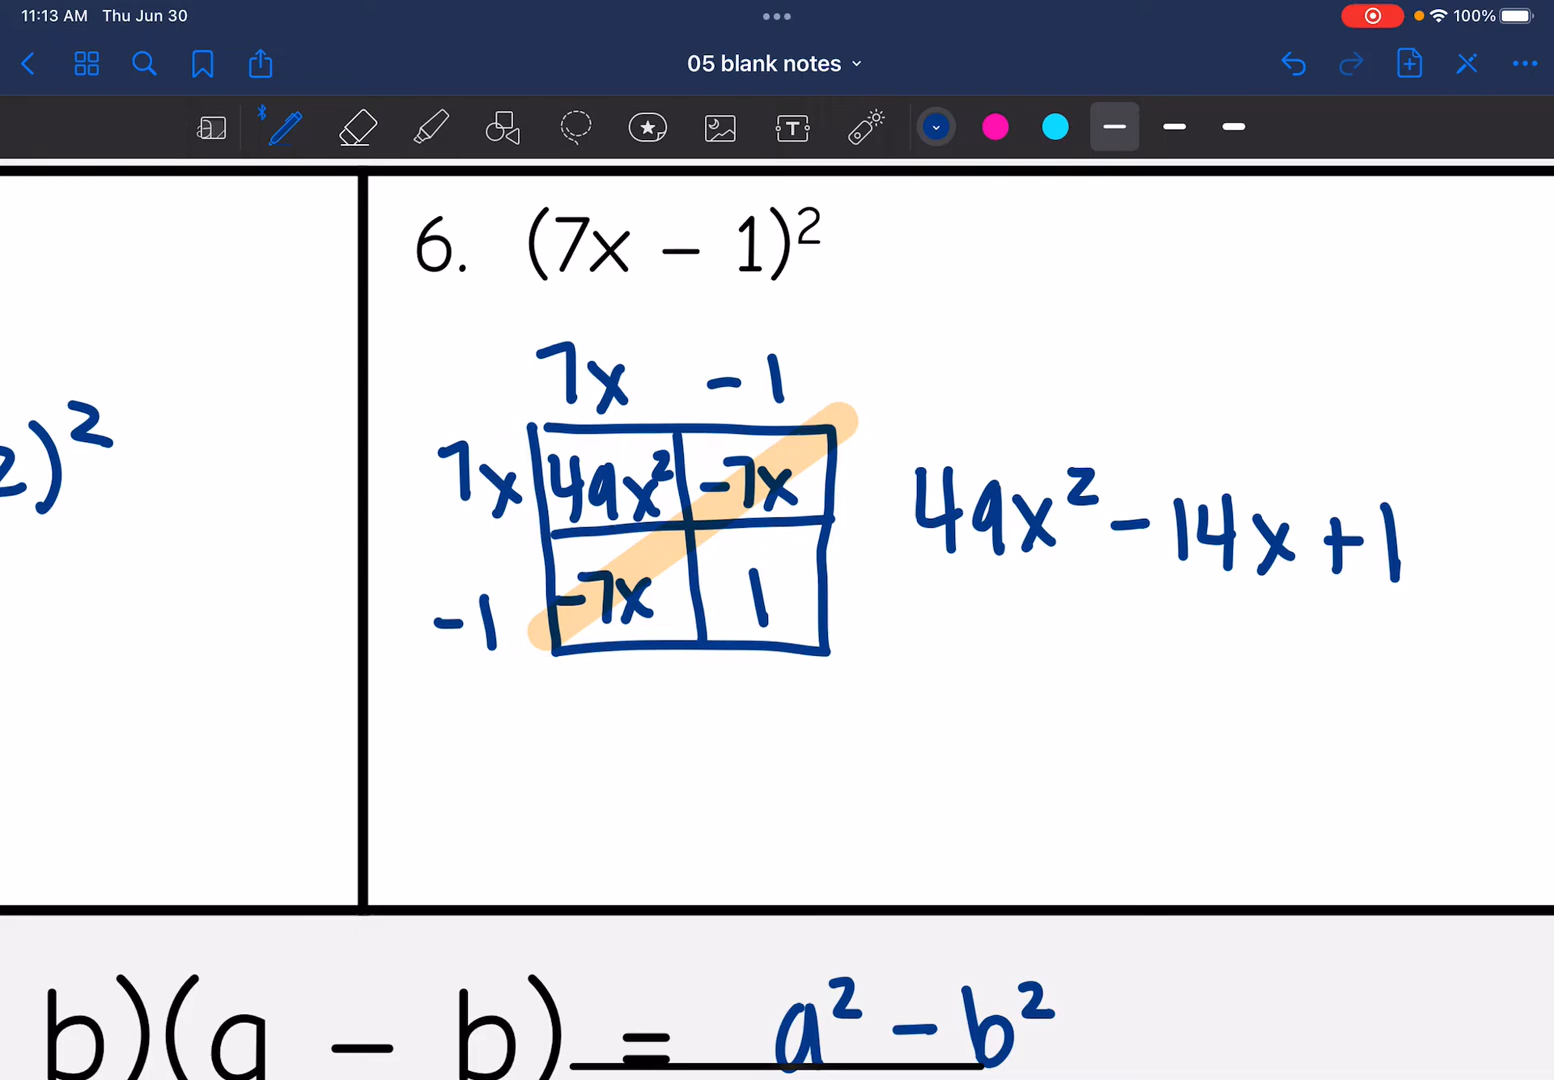 11:13 AM Thu Jun 30
100%
05 blank notes
T
6. (7x − 1)²
7x −1
2)²
7x 49x² −7x
49x² − 14x + 1
−1 −7x 1
b)(a − b) = a² − b²